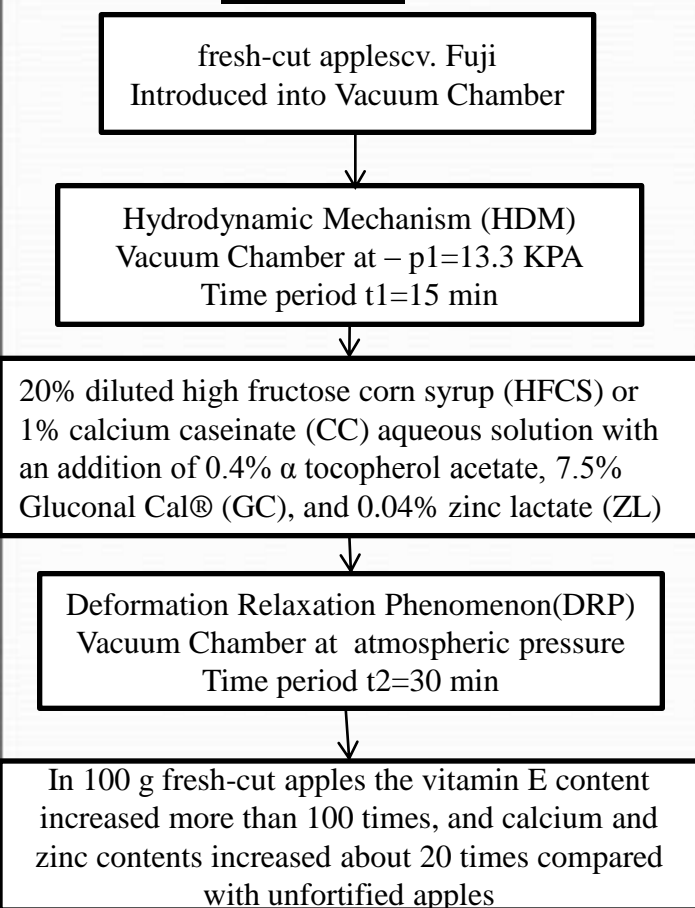 fresh-cut applescv. Fuji
Introduced into Vacuum Chamber
Hydrodynamic Mechanism (HDM)
Vacuum Chamber at – p1=13.3 KPA
Time period t1=15 min
20% diluted high fructose corn syrup (HFCS) or
1% calcium caseinate (CC) aqueous solution with
an addition of 0.4% α tocopherol acetate, 7.5%
Gluconal Cal® (GC), and 0.04% zinc lactate (ZL)
Deformation Relaxation Phenomenon(DRP)
Vacuum Chamber at  atmospheric pressure
Time period t2=30 min
In 100 g fresh-cut apples the vitamin E content
increased more than 100 times, and calcium and
zinc contents increased about 20 times compared
with unfortified apples